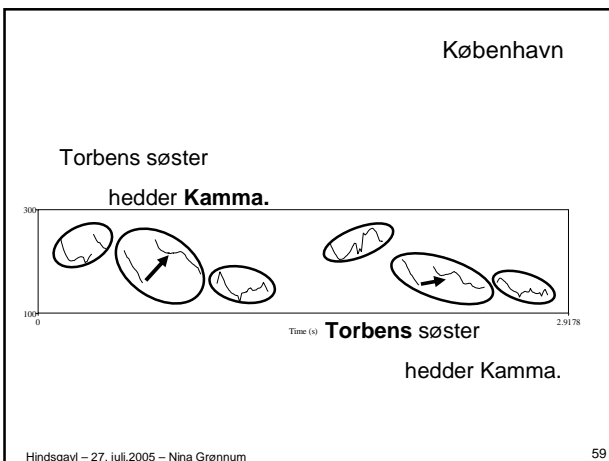 København
Torbens søster
hedder Kamma.
300
100
0
Time (s)
2.9178
Torbens søster
hedder Kamma.
Hindsgavl – 27. juli.2005 – Nina Grønnum
59